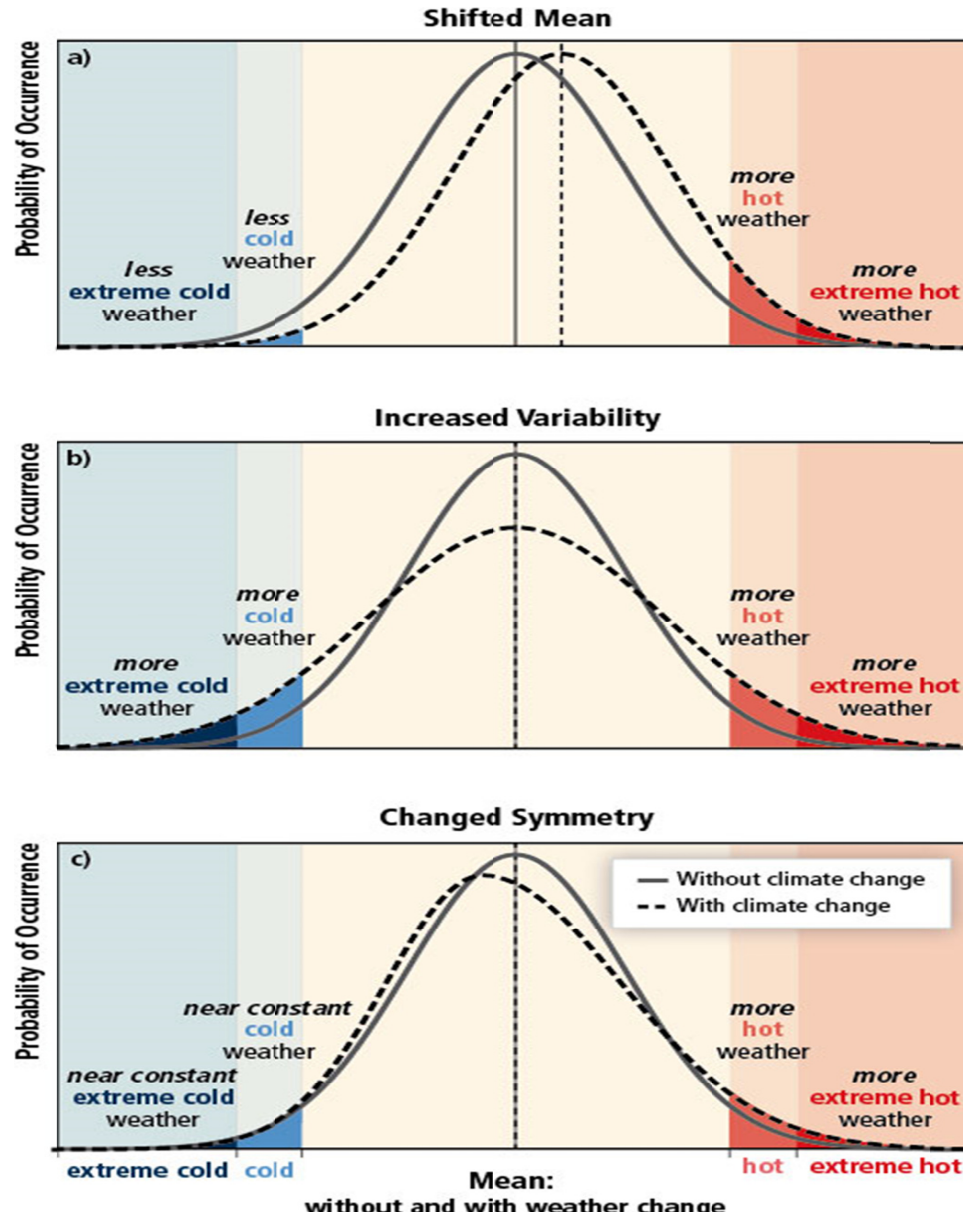 Shifted Mean
Probability of Occurrence
a)
less
extreme cold
weather
less
cold
weather
more
hot
weather
more
extreme hot
weather
Increased Variability
Probability of Occurrence
b)
more
extreme cold
weather
more
cold
weather
more
hot
weather
more
extreme hot
weather
Changed Symmetry
Probability of Occurrence
c)
Without climate change
With climate change
near constant
extreme cold
weather
near constant
cold
weather
more
hot
weather
more
extreme hot
weather
extreme cold
cold
Mean:
without and with weather change
hot
extreme hot